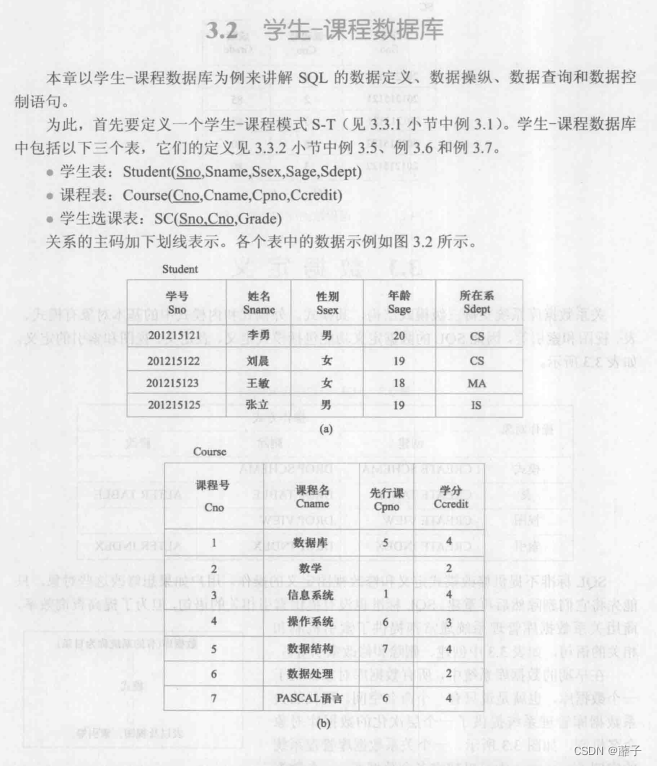 3.2 学生-课程数据库
本章以学生-课程数据库为例来讲解 SQL 的数据定义、数据操纵、数据查询和数据控
制语句。
为此，首先要定义一个学生-课程模式 S-T（见 3.3.1 小节中例 3.1）。学生-课程数据库
中包括以下三个表，它们的定义见 3.3.2 小节中例 3.5、例 3.6 和例 3.7。
● 学生表：Student(Sno,Sname,Ssex,Sage,Sdept)
● 课程表：Course(Cno,Cname,Cpno,Ccredit)
● 学生选课表：SC(Sno,Cno,Grade)
关系的主码加下划线表示。各个表中的数据示例如图 3.2 所示。
Student
学号 姓名 性别 年龄 所在系
Sno Sname Ssex Sage Sdept
201215121 李勇 男 20 CS
201215122 刘晨 女 19 CS
201215123 王敏 女 18 MA
201215125 张立 男 19 IS
(a)
Course
课程号 课程名 先行课 学分
Cno Cname Cpno Ccredit
1 数据库 5 4
2 数学 2
3 信息系统 1 4
4 操作系统 6 3
5 数据结构 7 4
6 数据处理 2
7 PASCAL语言 6 4
(b)
CSDN @蘑子